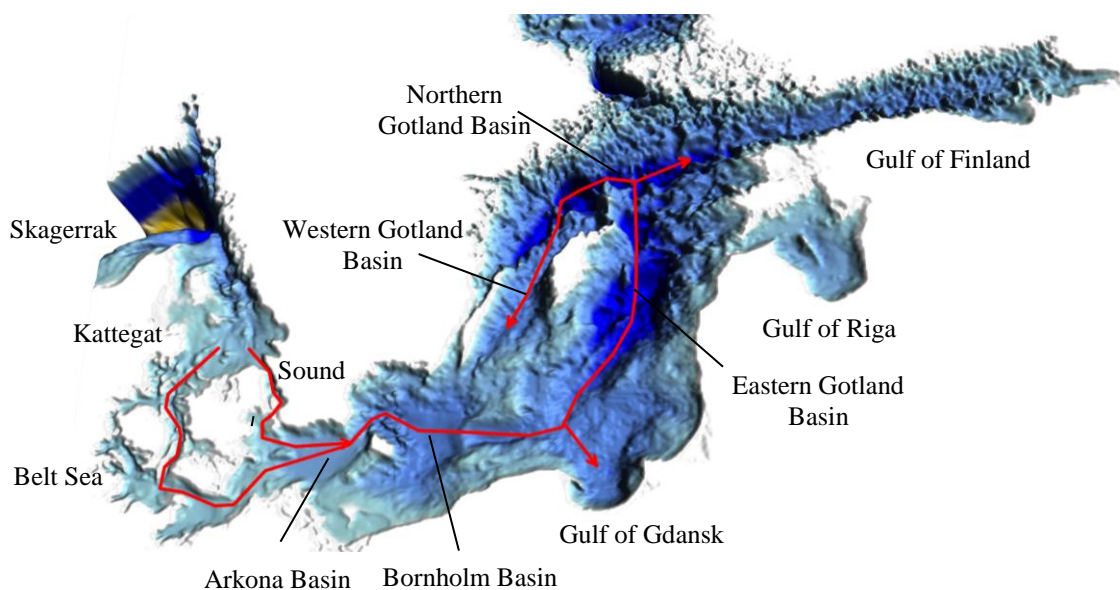 Northern
Gotland Basin
Gulf of Finland
Skagerrak
Western Gotland
Basin
Kattegat
Gulf of Riga
Sound
Eastern Gotland
Basin
Belt Sea
Gulf of Gdansk
Arkona Basin
Bornholm Basin